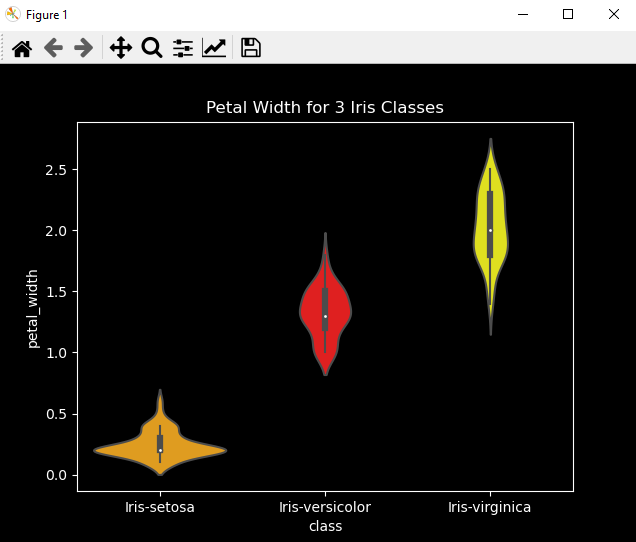 Figure 1
Petal Width for 3 Iris Classes
2.5
2.0
1.5
1.0
0.5
0.0
petal_width
Iris-setosa Iris-versicolor Iris-virginica
class